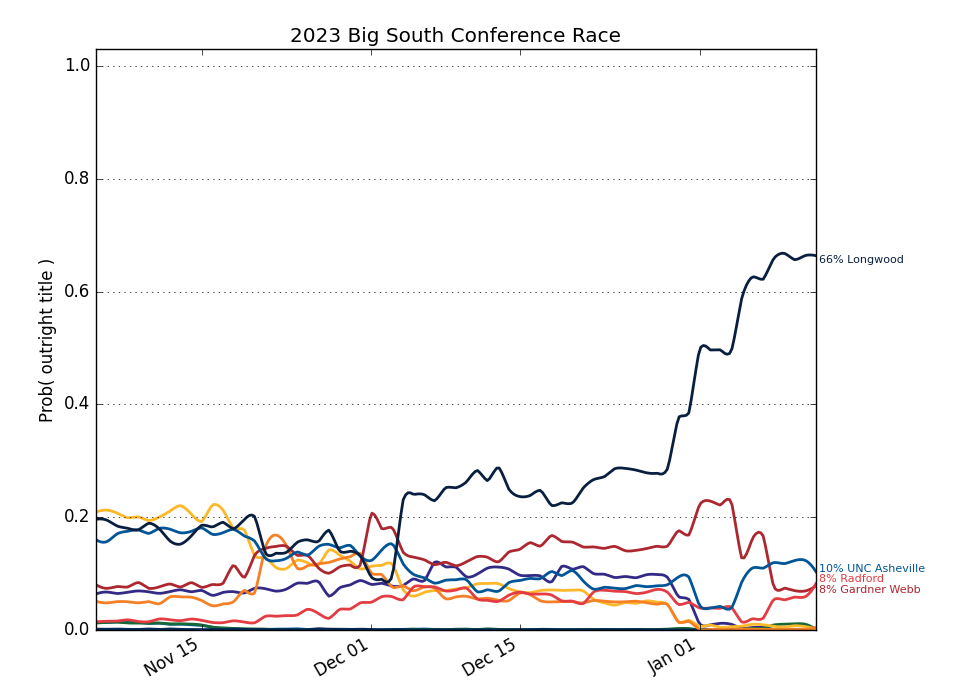 2023 Big South Conference Race
Prob( outright title )
1.0
0.8
0.6
0.4
0.2
0.0
66% Longwood
10% UNC Asheville
8% Radford
8% Gardner Webb
Nov 15
Dec 01
Dec 15
Jan 01